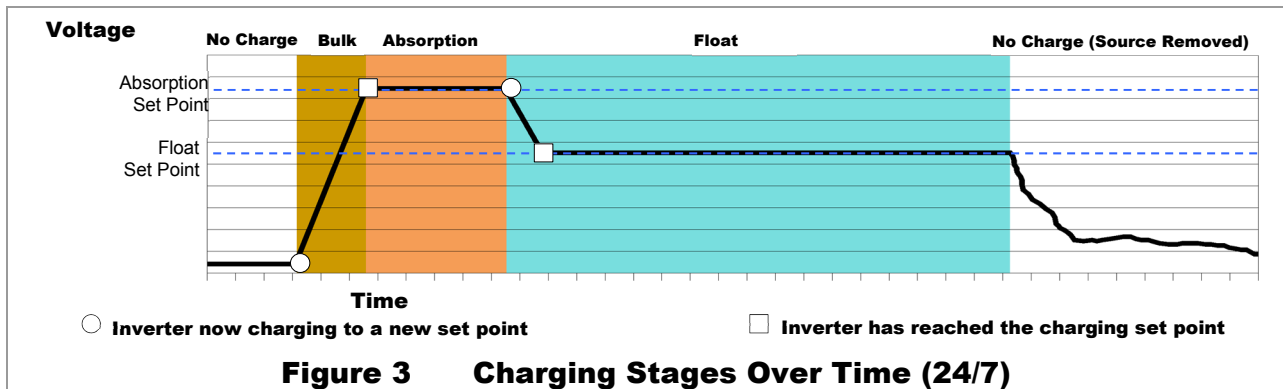 Voltage
No Charge Bulk Absorption Float No Charge (Source Removed)
Absorption
Set Point
Float
Set Point
Time
Inverter now charging to a new set point Inverter has reached the charging set point
Figure 3 Charging Stages Over Time (24/7)